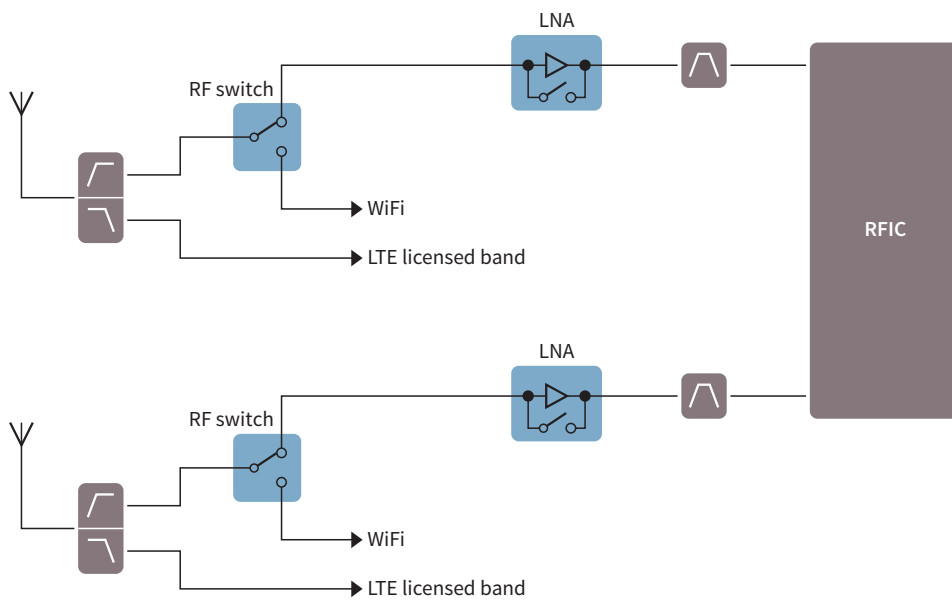 LNA
RF switch
WiFi
LTE licensed band
RFIC
LNA
RF switch
WiFi
LTE licensed band